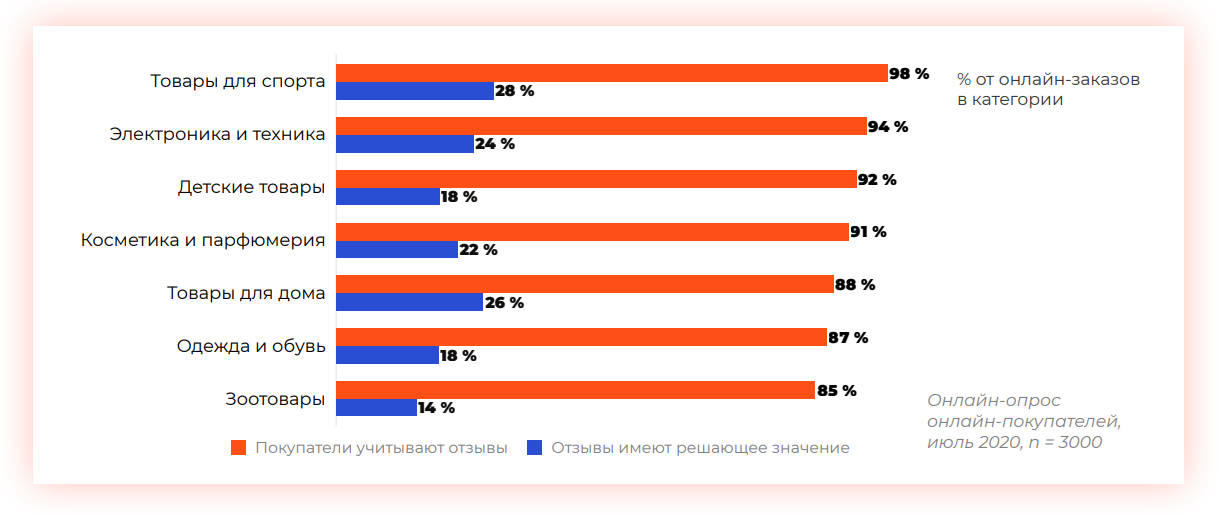 Товары для спорта
98 %
28 %
% от онлайн-заказов
в категории
Электроника и техника
94 %
24 %
Детские товары
92 %
18 %
Косметика и парфюмерия
91 %
22 %
Товары для дома
88 %
26 %
Одежда и обувь
87 %
18 %
Зоотовары
85 %
14 %
Онлайн-опрос
онлайн-покупателей,
июль 2020, n = 3000
Покупатели учитывают отзывы
Отзывы имеют решающее значение